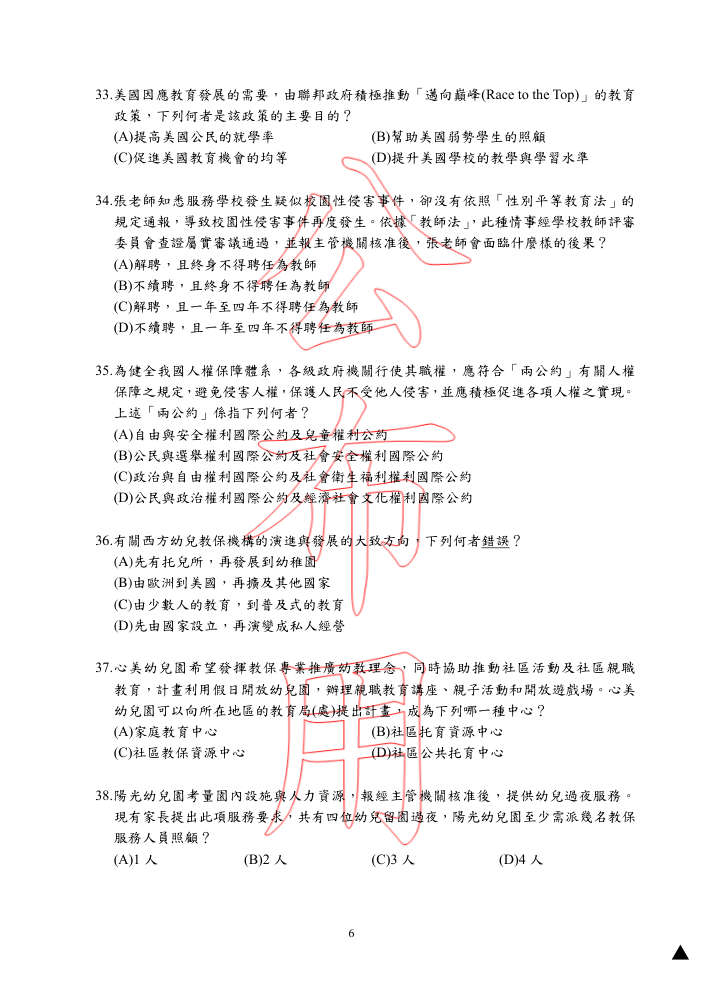 33.美國因應教育發展的需要，由聯邦政府積極推動「邁向巔峰(Race to the Top)」的教育
政策，下列何者是該政策的主要目的？
(A)提高美國公民的就學率 (B)幫助美國弱勢學生的照顧
(C)促進美國教育機會的均等 (D)提升美國學校的教學與學習水準
34.張老師知悉服務學校發生疑似校園性侵害事件，卻沒有依照「性別平等教育法」的
規定通報，導致校園性侵害事件再度發生。依據「教師法」，此種情事經學校教師評審
委員會查證屬實審議通過，並報主管機關核准後，張老師會面臨什麼樣的後果？
(A)解聘，且終身不得聘任為教師
(B)不續聘，且終身不得聘任為教師
(C)解聘，且一年至四年不得聘任為教師
(D)不續聘，且一年至四年不得聘任為教師
35.為健全我國人權保障體系，各級政府機關行使其職權，應符合「兩公約」有關人權
保障之規定，避免侵害人權，保護人民不受他人侵害，並應積極促進各項人權之實現。
上述「兩公約」係指下列何者？
(A)自由與安全權利國際公約及兒童權利公約
(B)公民與選舉權利國際公約及社會安全權利國際公約
(C)政治與自由權利國際公約及社會衛生福利權利國際公約
(D)公民與政治權利國際公約及經濟社會文化權利國際公約
36.有關西方幼兒教保機構的演進與發展的大致方向，下列何者錯誤？
(A)先有托兒所，再發展到幼稚園
(B)由歐洲到美國，再擴及其他國家
(C)由少數人的教育，到普及式的教育
(D)先由國家設立，再演變成私人經營
37.心美幼兒園希望發揮教保專業推廣幼教理念，同時協助推動社區活動及社區親職
教育，計畫利用假日開放幼兒園，辦理親職教育講座、親子活動和開放遊戲場。心美
幼兒園可以向所在地區的教育局(處)提出計畫，成為下列哪一種中心？
(A)家庭教育中心 (B)社區托育資源中心
(C)社區教保資源中心 (D)社區公共托育中心
38.陽光幼兒園考量園內設施與人力資源，報經主管機關核准後，提供幼兒過夜服務。
現有家長提出此項服務要求，共有四位幼兒留園過夜，陽光幼兒園至少需派幾名教保
服務人員照顧？
(A)1 人 (B)2 人 (C)3 人 (D)4 人
公布用
6